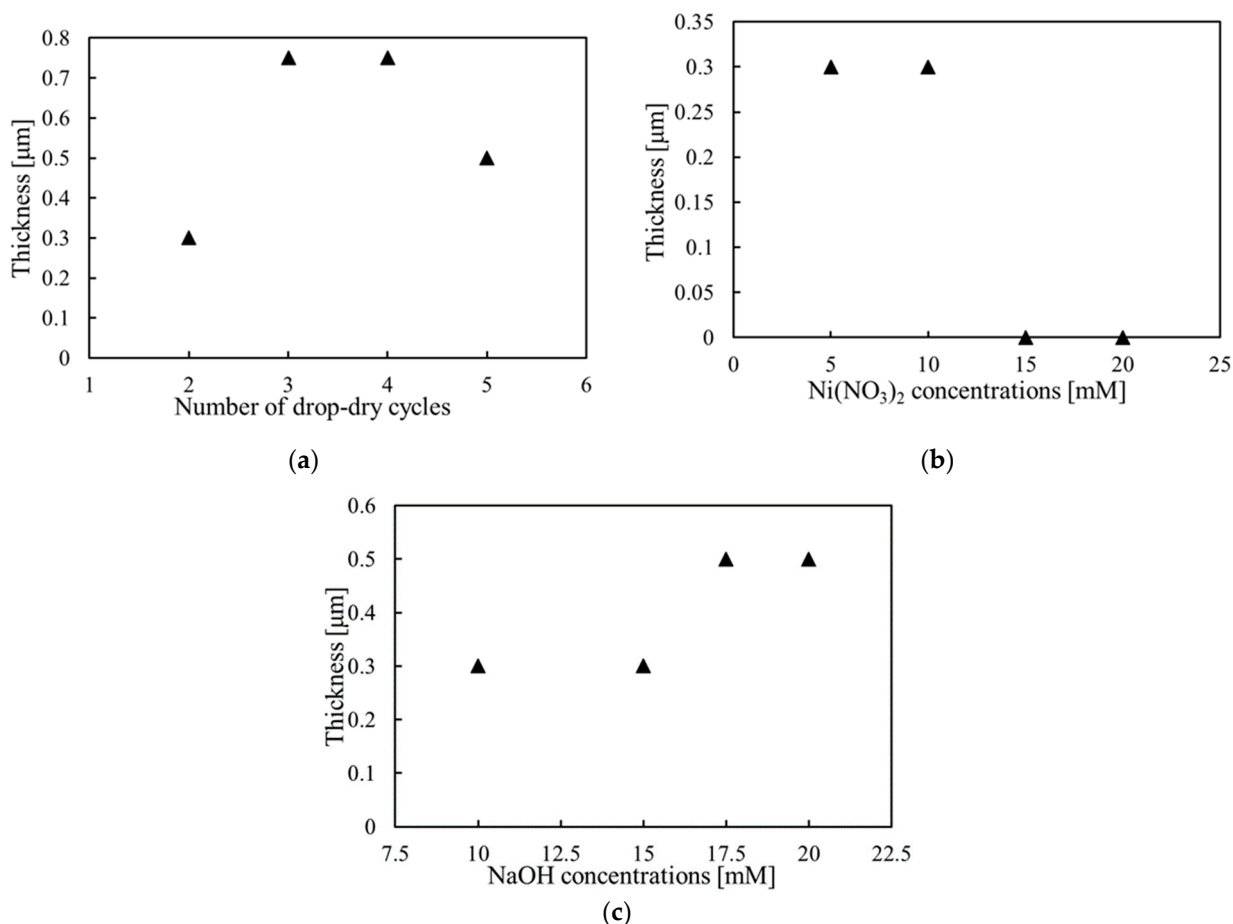 0.8
0.7
0.6
0.5
0.4
0.3
0.2
0.1
0
Thickness [µm]
1 2 3 4 5 6
Number of drop-dry cycles
(a)
0.35
0.3
0.25
0.2
0.15
0.1
0.05
0
Thickness [µm]
0 5 10 15 20 25
Ni(NO₃)₂ concentrations [mM]
(b)
0.6
0.5
0.4
0.3
0.2
0.1
0
Thickness [µm]
7.5 10 12.5 15 17.5 20 22.5
NaOH concentrations [mM]
(c)